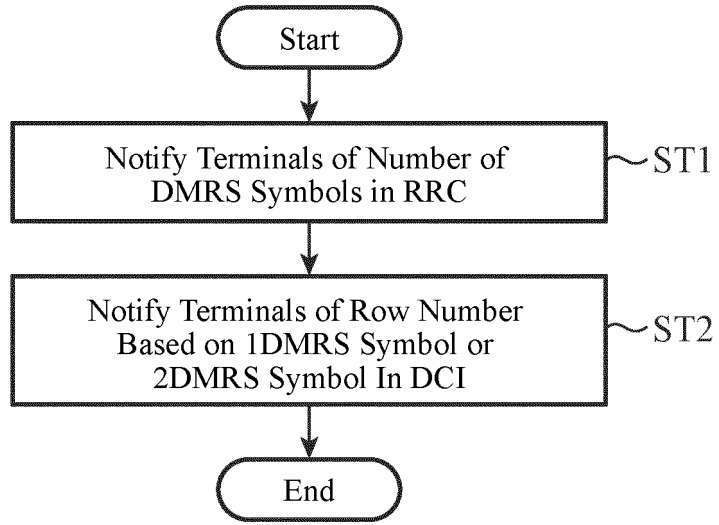 Start
Notify Terminals of Number of
DMRS Symbols in RRC
ST1
Notify Terminals of Row Number
Based on 1DMRS Symbol or
2DMRS Symbol In DCI
ST2
End